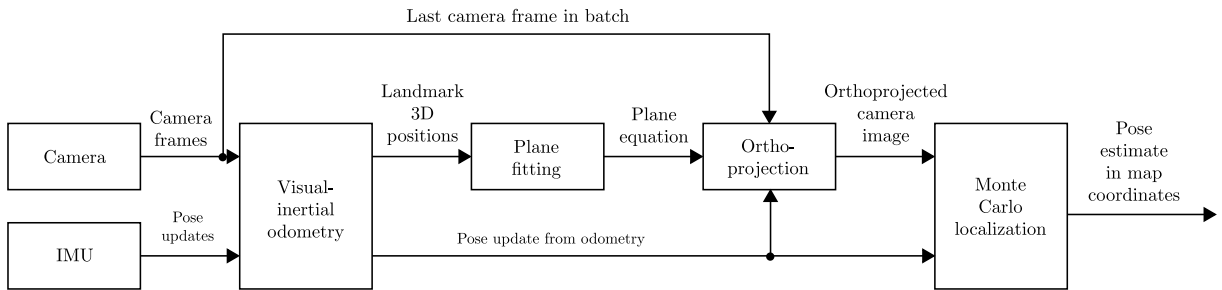 Last camera frame in batch
Camera
frames
Landmark
3D
positions
Plane
equation
Orthoprojected
camera
image
Pose
estimate
in map
coordinates
Camera
Visual-
inertial
odometry
Plane
fitting
Ortho-
projection
Monte
Carlo
localization
IMU
Pose
updates
Pose update from odometry